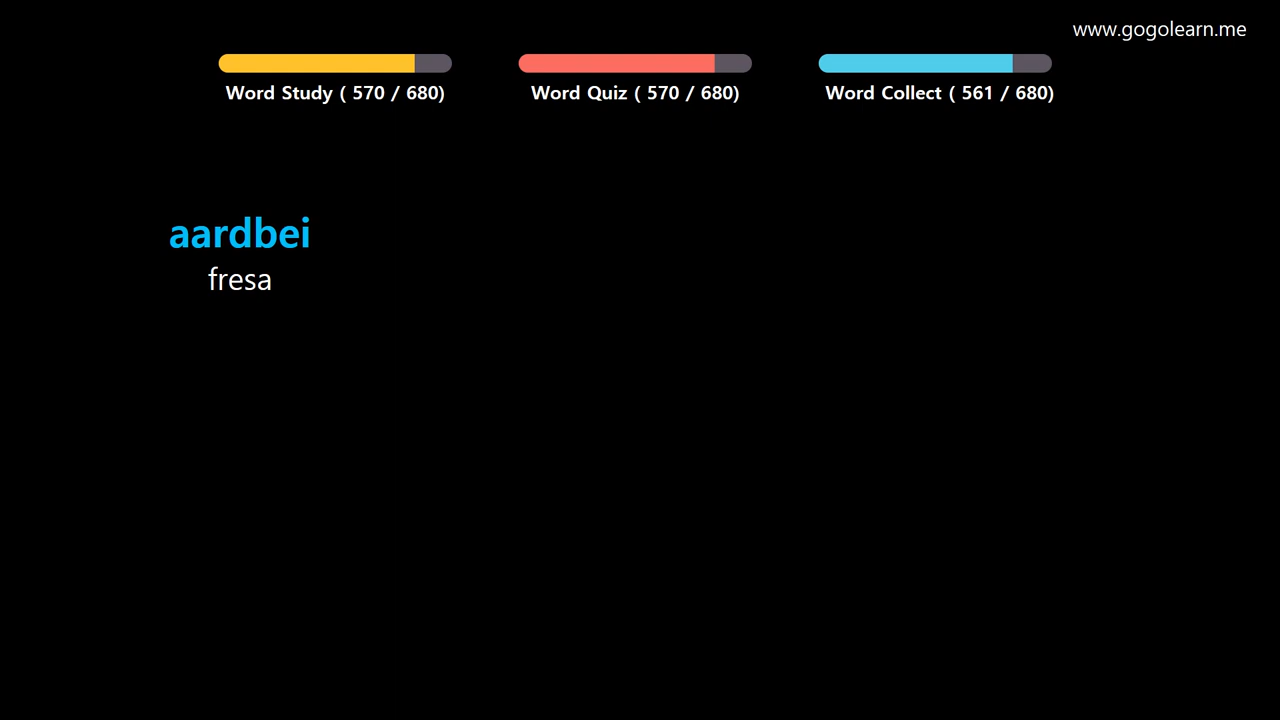 www.gogolearn.me
Word Study ( 570 / 680)
Word Quiz ( 570 / 680)
Word Collect ( 561 / 680)
aardbei
fresa